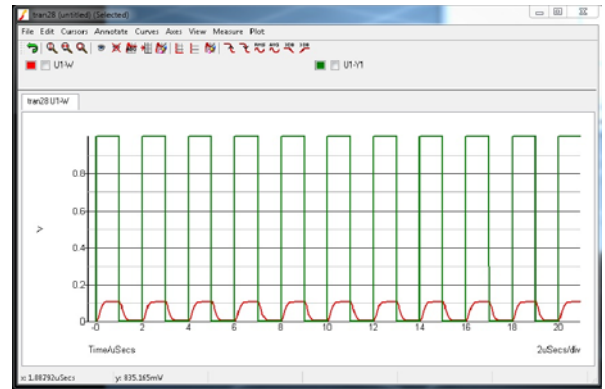 tran28 (untitled) (Selected)
File Edit Cursors Annotate Curves Axes View Measure Plot
U1-W U1-Y1
tran28 U1-W
0.8
0.6
0.4
0.2
0
V
-0 2 4 6 8 10 12 14 16 18 20
Time/uSecs 2uSecs/div
x: 1.88792uSecs y: 835.165mV